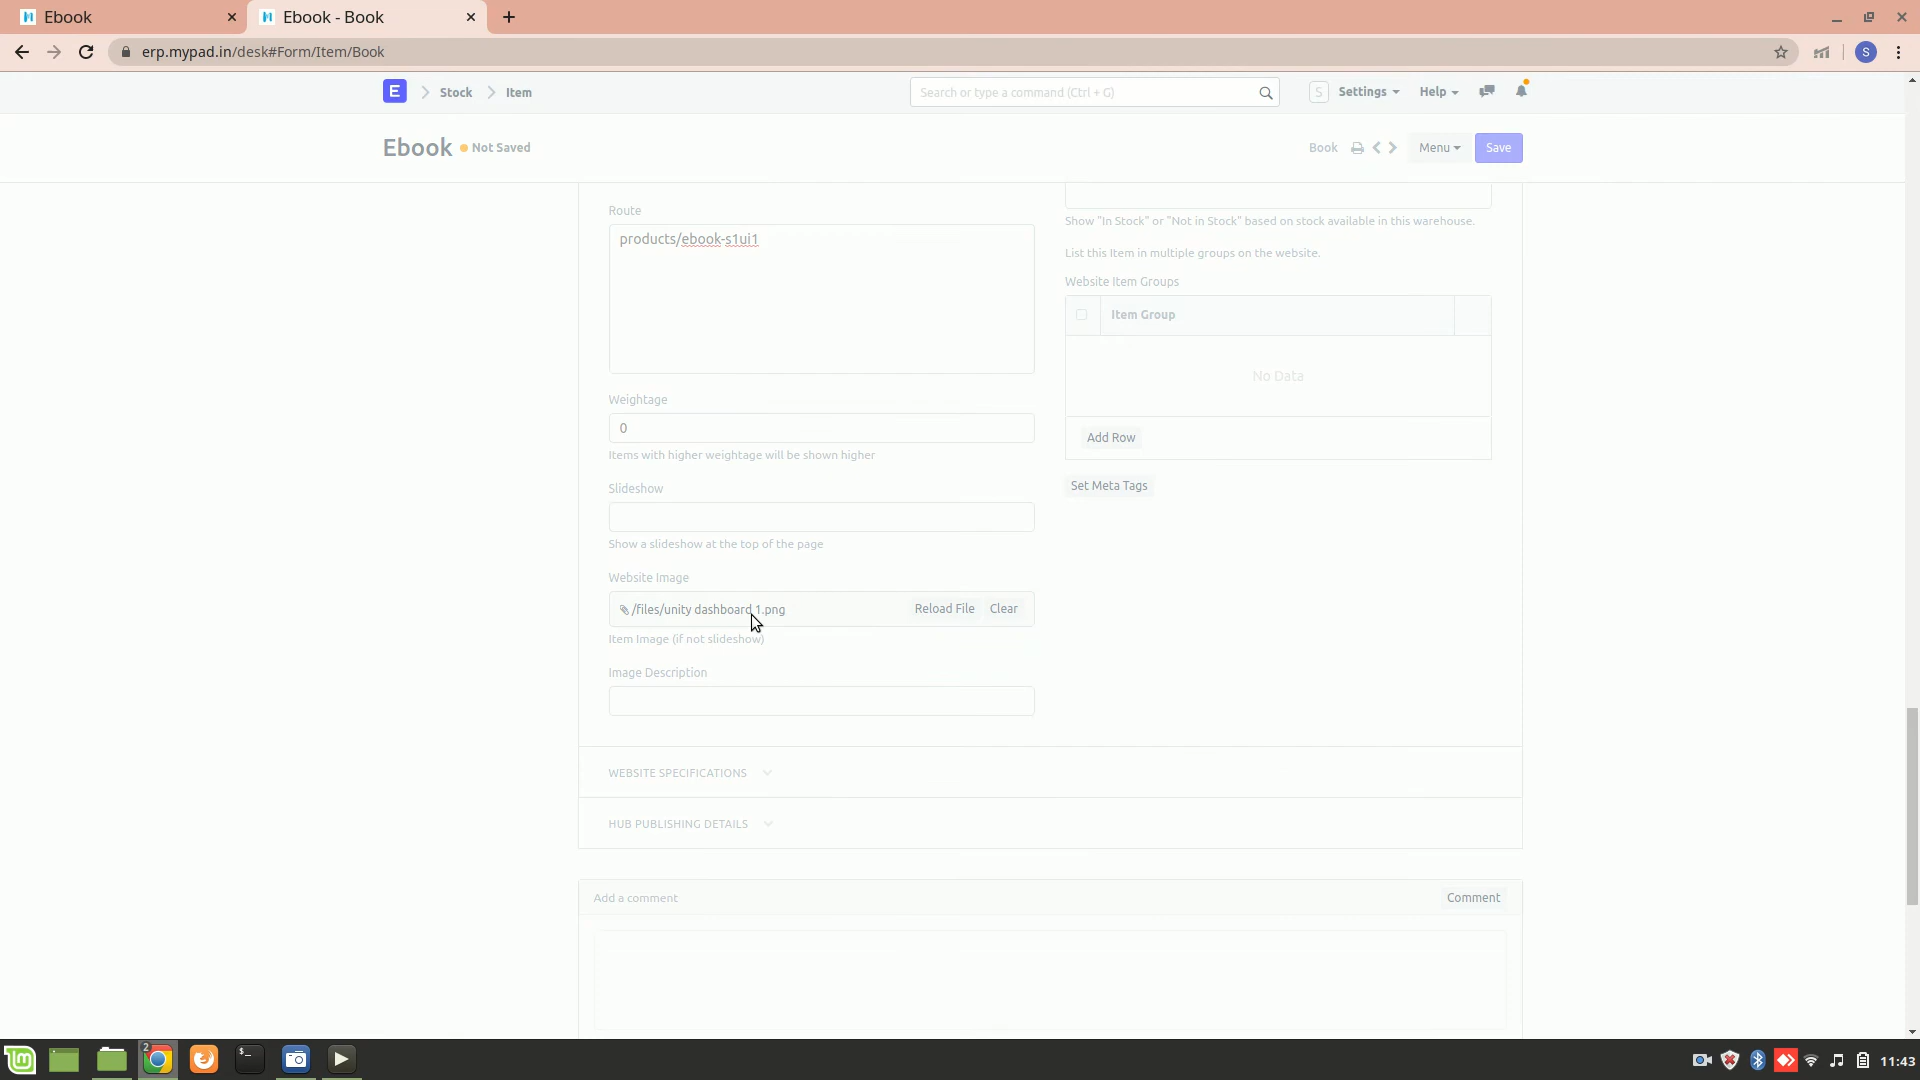 Ebook
Ebook - Book
erp.mypad.in/desk#Form/Item/Book
S
E
Stock
Item
Search or type a command (Ctrl + G)
S
Settings
Help
Ebook
Not Saved
Book
Menu
Save
Route
products/ebook-s1ui1
Weightage
0
Items with higher weightage will be shown higher
Slideshow
Show a slideshow at the top of the page
Website Image
/files/unity dashboard 1.png
Reload File
Clear
Item Image (if not slideshow)
Image Description
Show "In Stock" or "Not in Stock" based on stock available in this warehouse.
List this Item in multiple groups on the website.
Website Item Groups
Item Group
No Data
Add Row
Set Meta Tags
WEBSITE SPECIFICATIONS
HUB PUBLISHING DETAILS
Add a comment
Comment
2
11:43